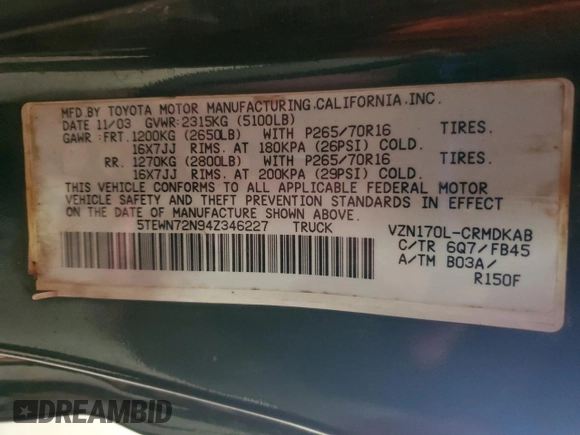 MFD BY TOYOTA MOTOR MANUFACTURING.CALIFORNIA.INC.
DATE 11/03 GVWR:2315KG (5100LB)
GAWR:FRT.1200KG (2650LB) WITH P265/70R16 TIRES.
16X7JJ RIMS. AT 180KPA (26PSI) COLD.
RR. 1270KG (2800LB) WITH P265/70R16 TIRES.
16X7JJ RIMS. AT 200KPA (29PSI) COLD.
THIS VEHICLE CONFORMS TO ALL APPLICABLE FEDERAL MOTOR
VEHICLE SAFETY AND THEFT PREVENTION STANDARDS IN EFFECT
ON THE DATE OF MANUFACTURE SHOWN ABOVE.
5TEWN72N94Z346227 TRUCK VZN170L-CRMDKAB
C/TR 6Q7/FB45
A/TM B03A/
R150F
DREAMBID